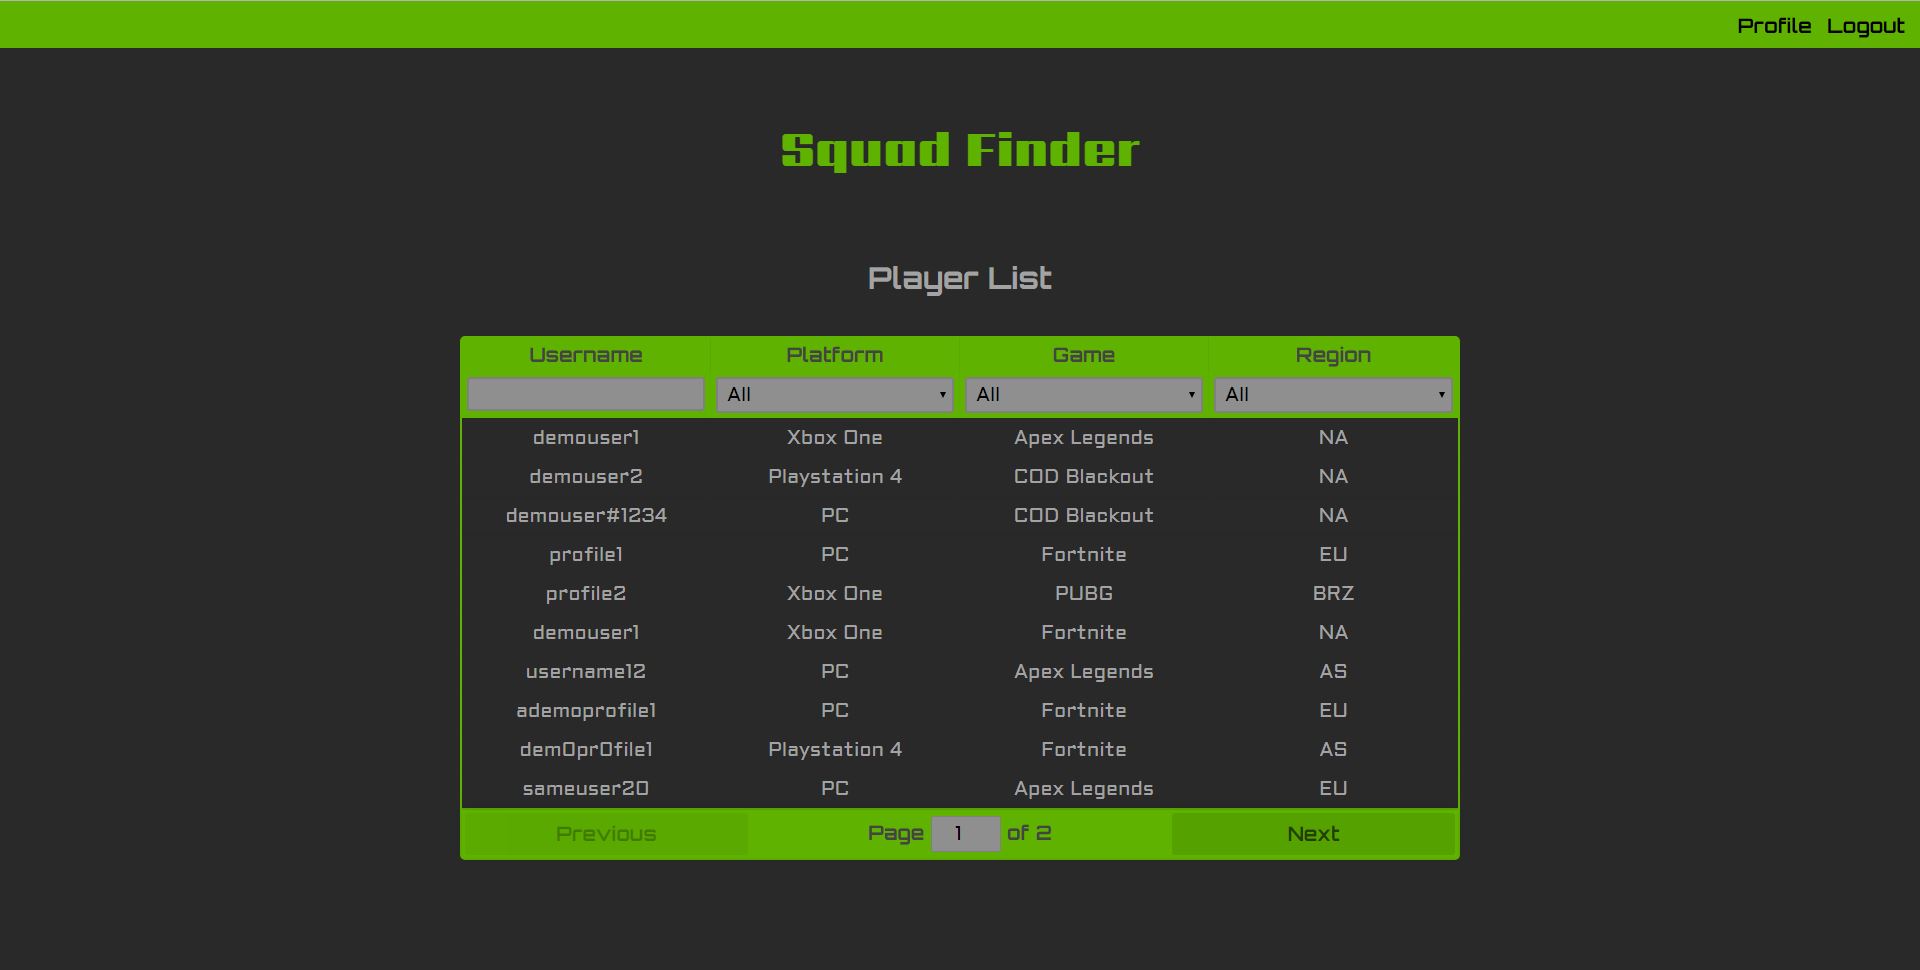 Profile Logout
Squad Finder
Player List
Username Platform Game Region
All All All
demouser1 Xbox One Apex Legends NA
demouser2 Playstation 4 COD Blackout NA
demouser#1234 PC COD Blackout NA
profile1 PC Fortnite EU
profile2 Xbox One PUBG BRZ
demouser1 Xbox One Fortnite NA
username12 PC Apex Legends AS
ademoprofile1 PC Fortnite EU
dem0pr0file1 Playstation 4 Fortnite AS
sameuser20 PC Apex Legends EU
Previous Page 1 of 2 Next